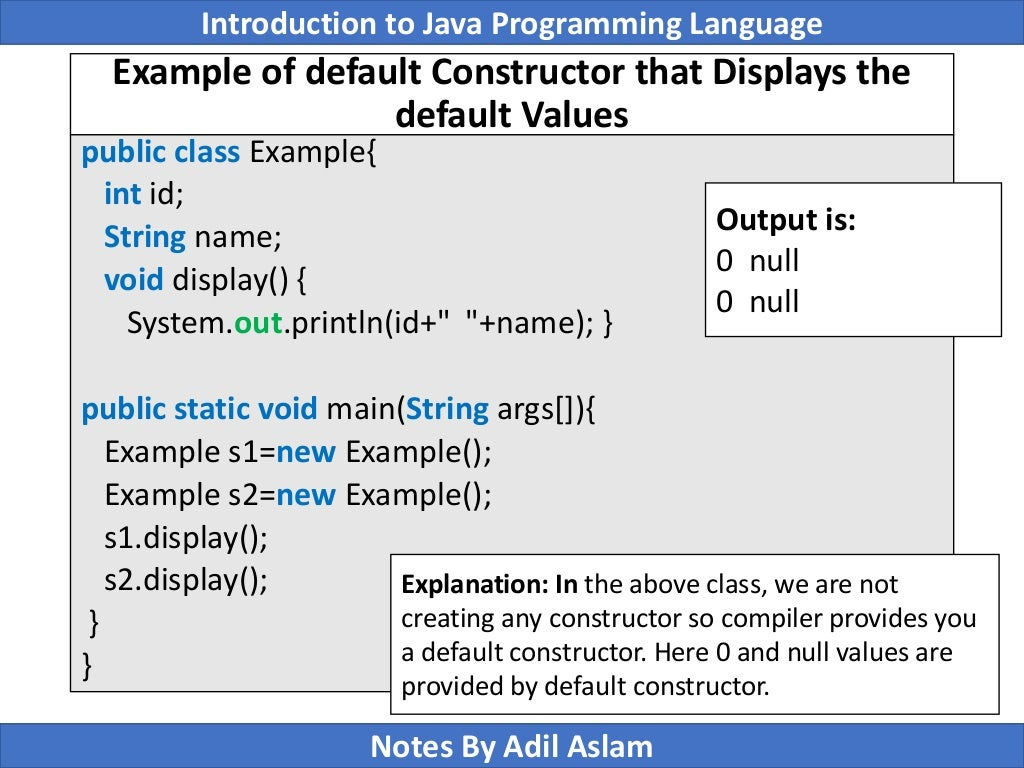 Introduction to Java Programming Language
Example of default Constructor that Displays the
default Values
public class Example{
int id;
String name;
void display() {
System.out.println(id+"  "+name); }
public static void main(String args[]){
Example s1=new Example();
Example s2=new Example();
s1.display();
s2.display();
}
}
Output is:
0  null
0  null
Explanation: In the above class, we are not
creating any constructor so compiler provides you
a default constructor. Here 0 and null values are
provided by default constructor.
Notes By Adil Aslam